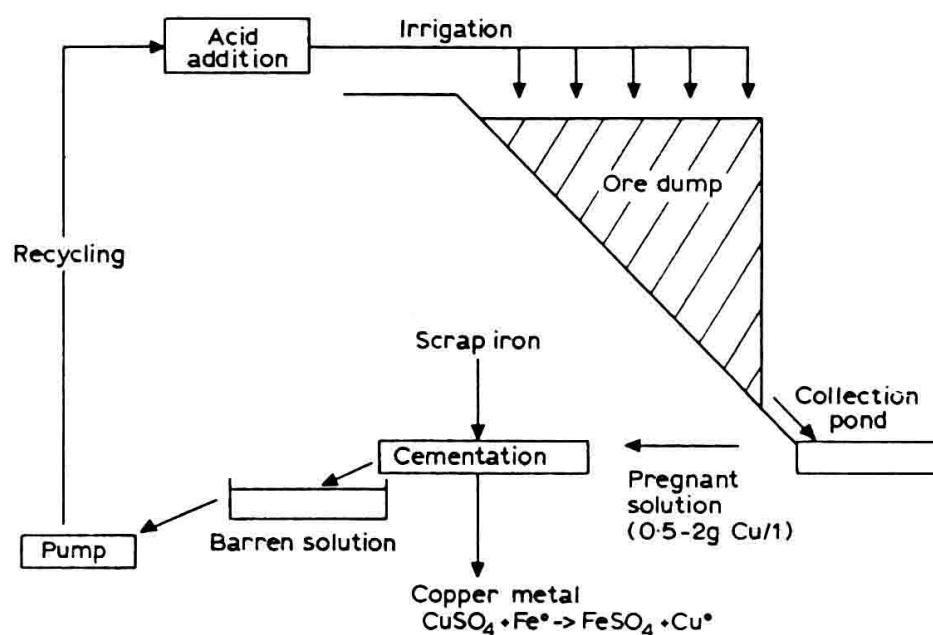 Acid
addition
Irrigation
Ore dump
Recycling
Scrap iron
Collection
pond
Cementation
Pregnant
solution
(0·5-2g Cu/l)
Barren solution
Pump
Copper metal
CuSO₄+Fe°->FeSO₄+Cu°